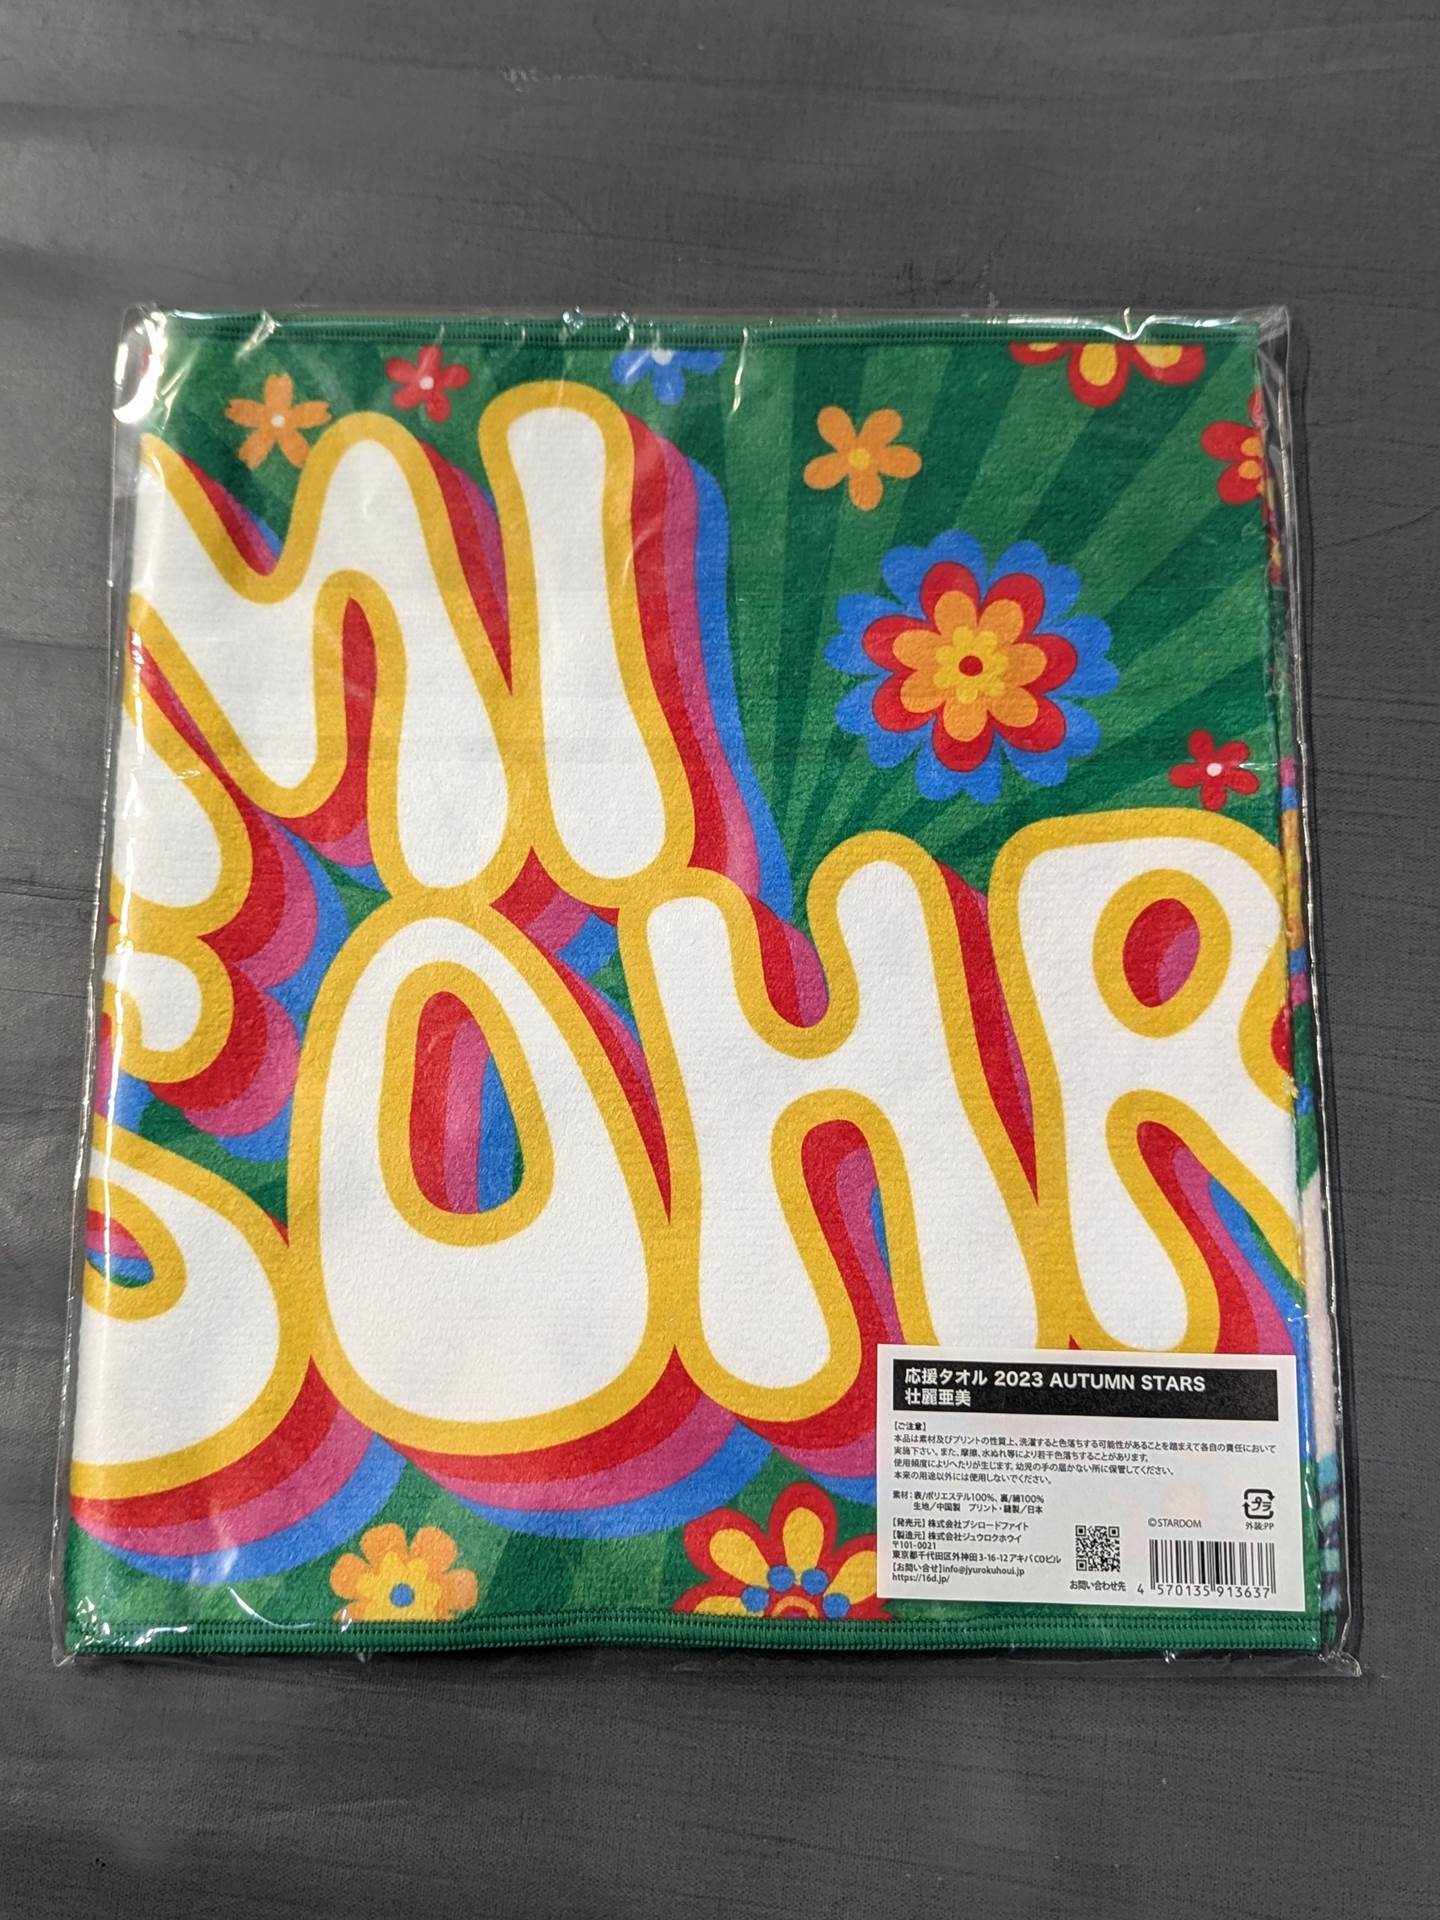 MI
SOHR
応援タオル 2023 AUTUMN STARS
壮麗亜美
【ご注意】
本品は素材及びプリントの性質上、洗濯すると色落ちする可能性があることを踏まえて各自の責任において
実施下さい。また、摩擦、水ぬれ等により若干色落ちすることがあります。
使用頻度によりへたりが生じます。幼児の手の届かない所に保管してください。
本来の用途以外には使用しないでください。
素材：表/ポリエステル100%、裏/綿100%
生地／中国製　プリント・縫製／日本
【発売元】株式会社ブシロードファイト
【製造元】株式会社ジュウロクホウイ
〒101-0021
東京都千代田区外神田 3-16-12 アキバCOビル
【お問い合せ】info@jyurokuhoui.jp
https://16d.jp/
お問い合わせ先
©STARDOM
プラ
外装:PP
4 570135 913637